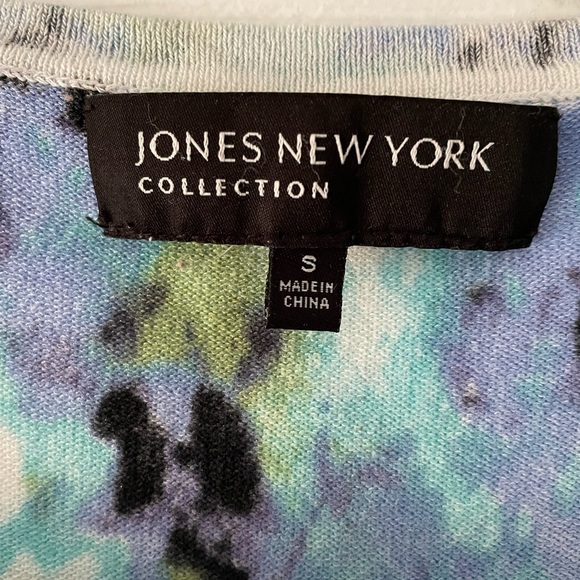 JONES NEW YORK
COLLECTION
S
MADE IN
CHINA